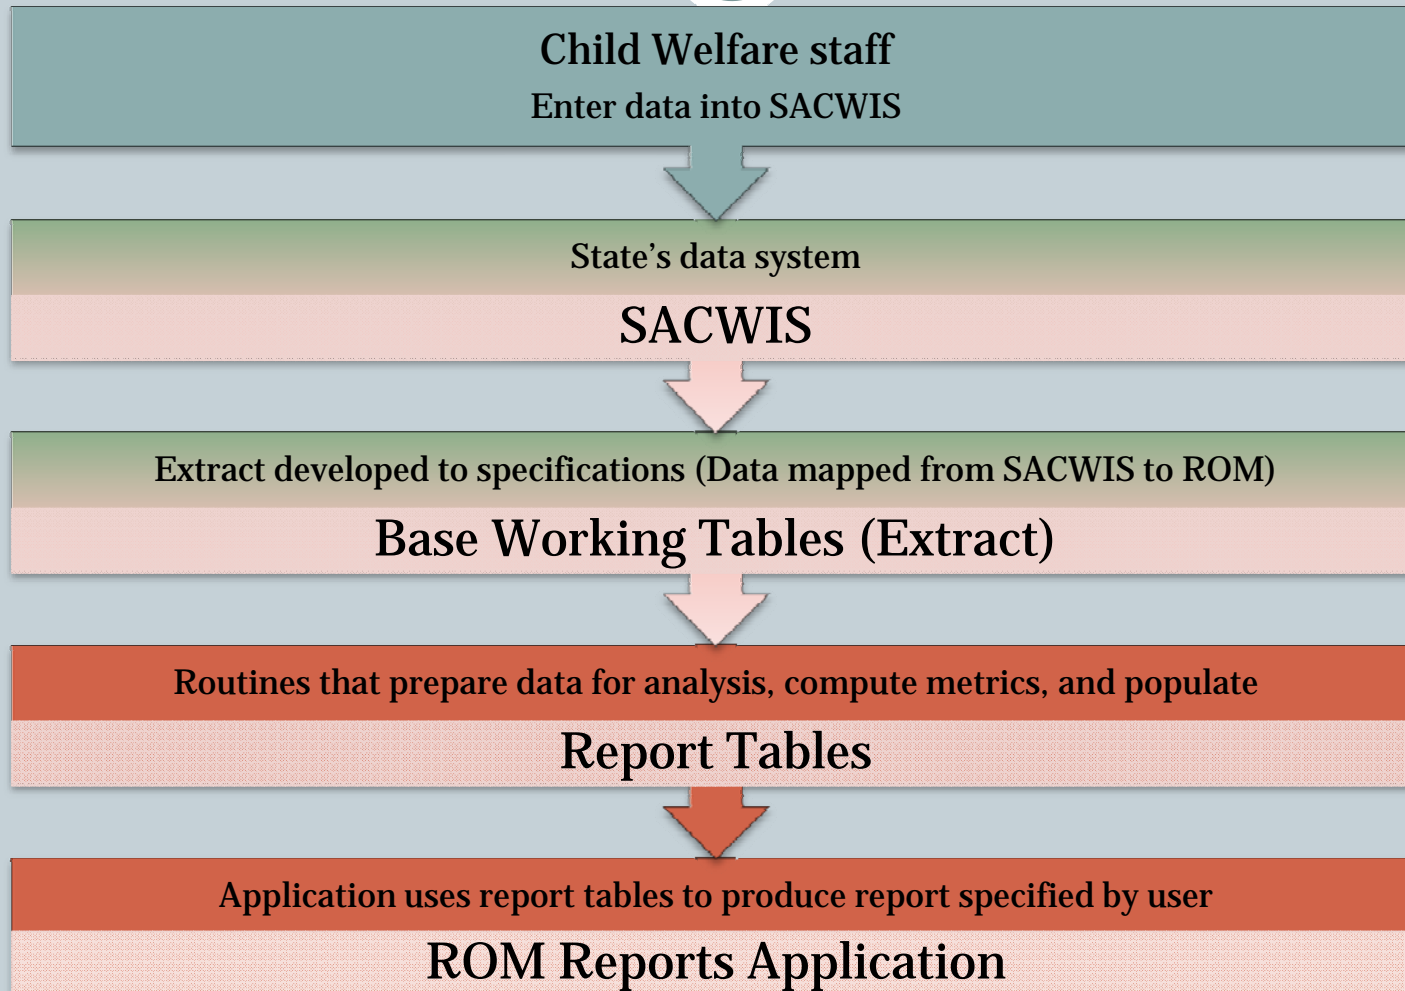 Child Welfare staff
Enter data into SACWIS
State’s data system
SACWIS
Extract developed to specifications (Data mapped from SACWIS to ROM)
Base Working Tables (Extract)
Routines that prepare data for analysis, compute metrics, and populate
Report Tables
Application uses report tables to produce report specified by user
ROM Reports Application